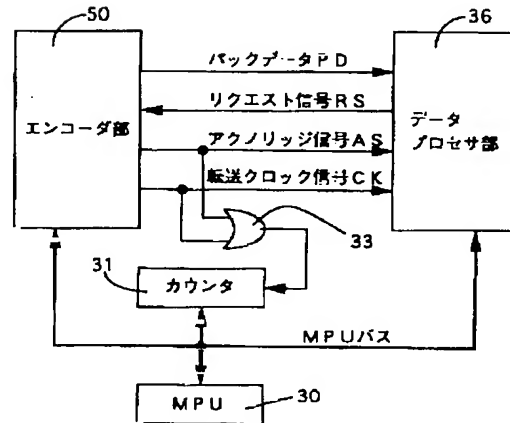 50
36
パックデータPD
リクエスト信号RS
エンコーダ部
データ
プロセサ部
アクノリッジ信号AS
転送クロック信号CK
33
31
カウンタ
MPUバス
MPU
30